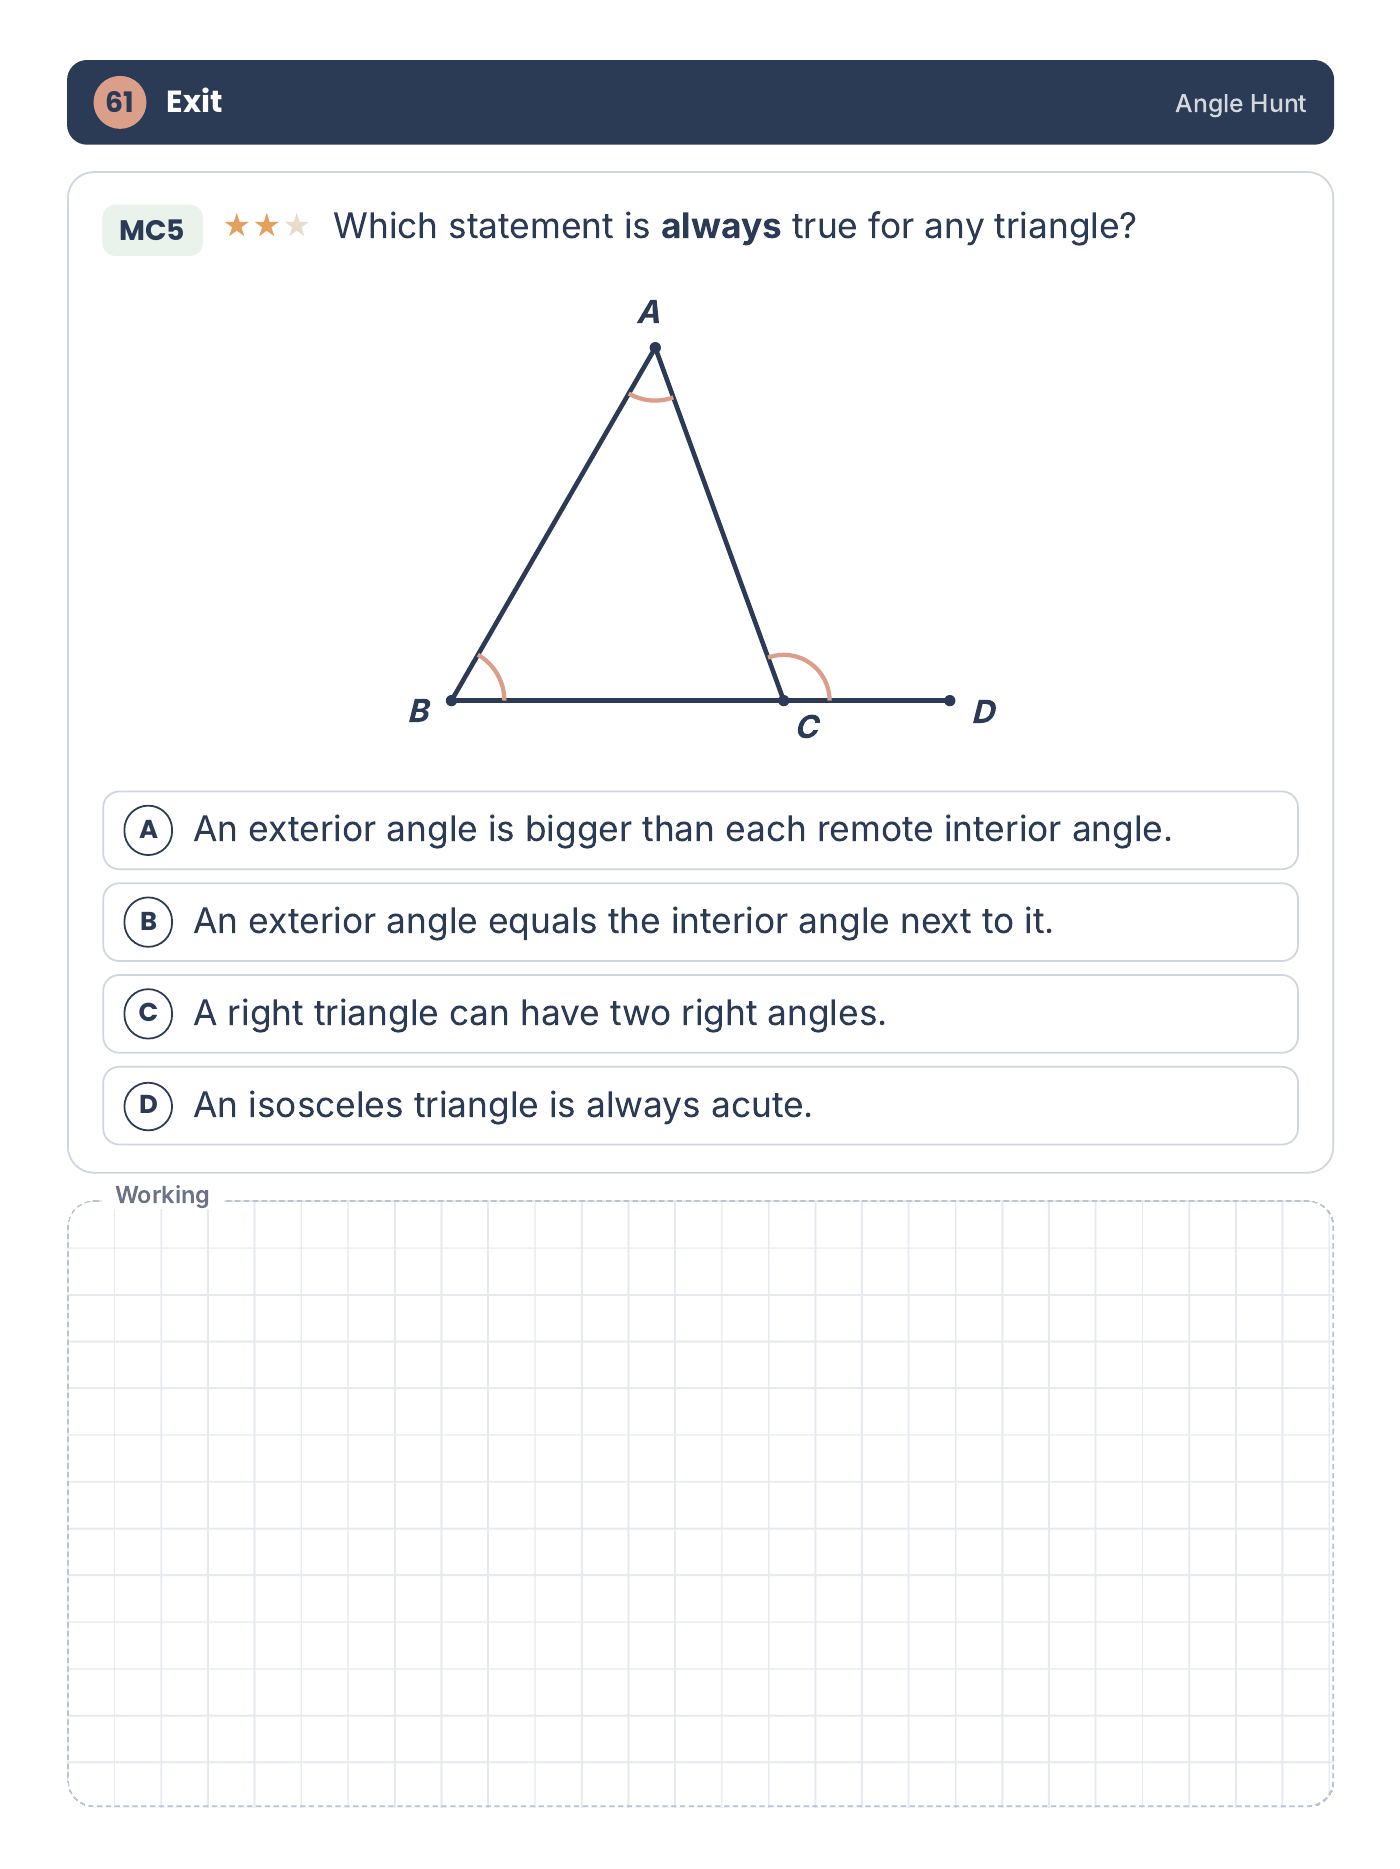 61 Exit Angle Hunt
MC5 ★★★ Which statement is always true for any triangle?
A
B
C
D
A An exterior angle is bigger than each remote interior angle.
B An exterior angle equals the interior angle next to it.
C A right triangle can have two right angles.
D An isosceles triangle is always acute.
Working